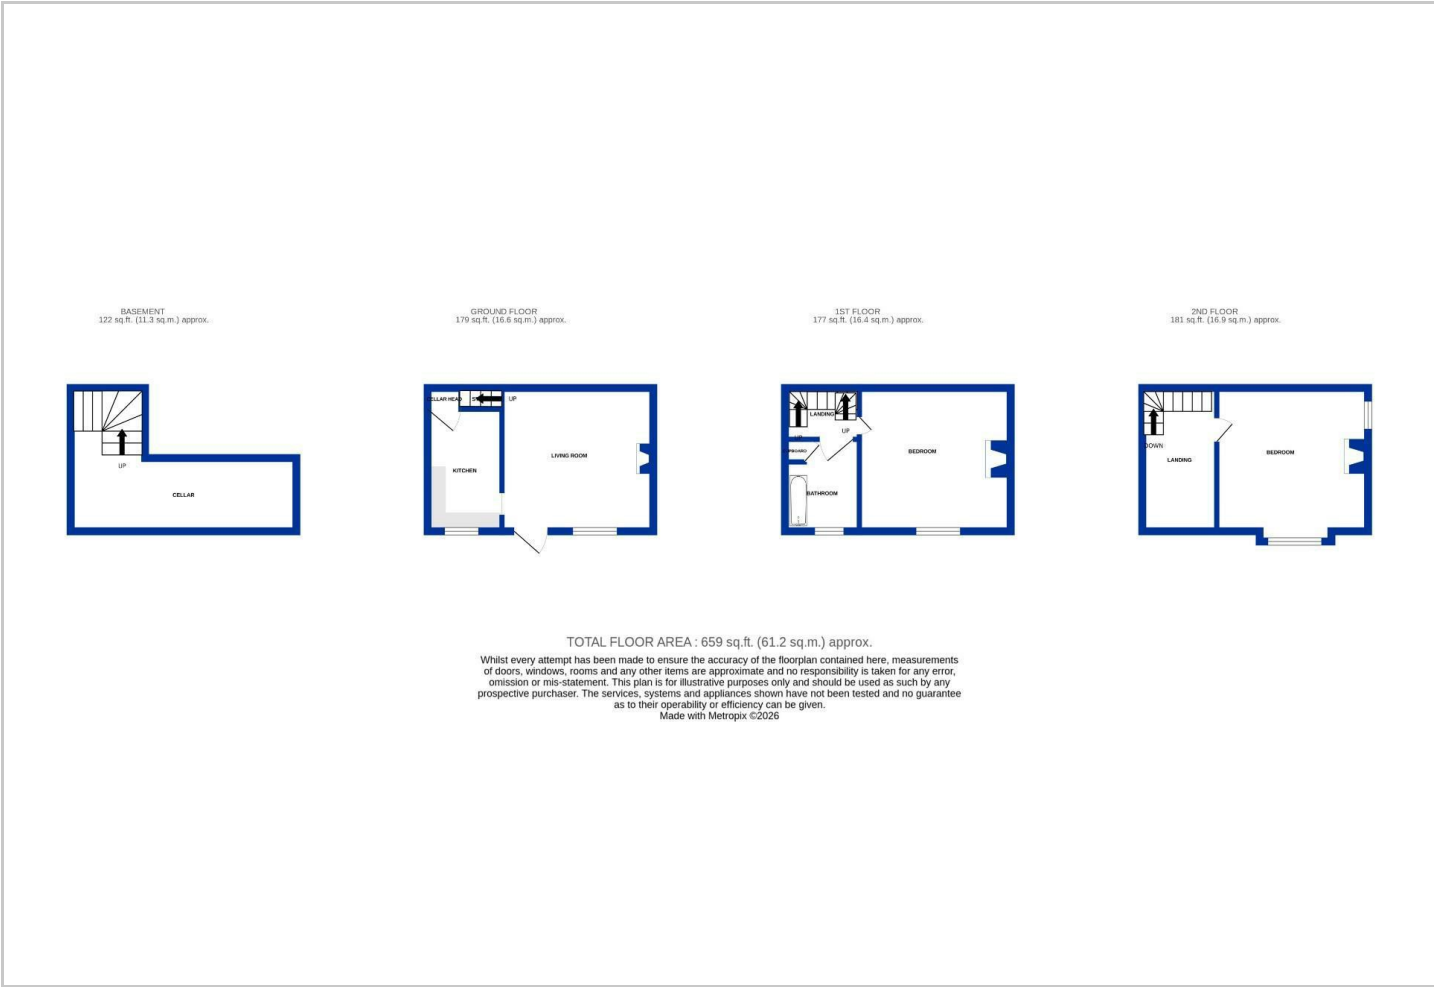 BASEMENT
122 sq.ft. (11.3 sq.m.) approx.
GROUND FLOOR
179 sq.ft. (16.6 sq.m.) approx.
1ST FLOOR
177 sq.ft. (16.4 sq.m.) approx.
2ND FLOOR
181 sq.ft. (16.9 sq.m.) approx.
UP
CELLAR
CELLAR HEAD
UP
KITCHEN
LIVING ROOM
LANDING
UP
UP
BEDROOM
BATHROOM
DOWN
LANDING
BEDROOM
TOTAL FLOOR AREA : 659 sq.ft. (61.2 sq.m.) approx.
Whilst every attempt has been made to ensure the accuracy of the floorplan contained here, measurements
of doors, windows, rooms and any other items are approximate and no responsibility is taken for any error,
omission or mis-statement. This plan is for illustrative purposes only and should be used as such by any
prospective purchaser. The services, systems and appliances shown have not been tested and no guarantee
as to their operability or efficiency can be given.
Made with Metropix ©2026